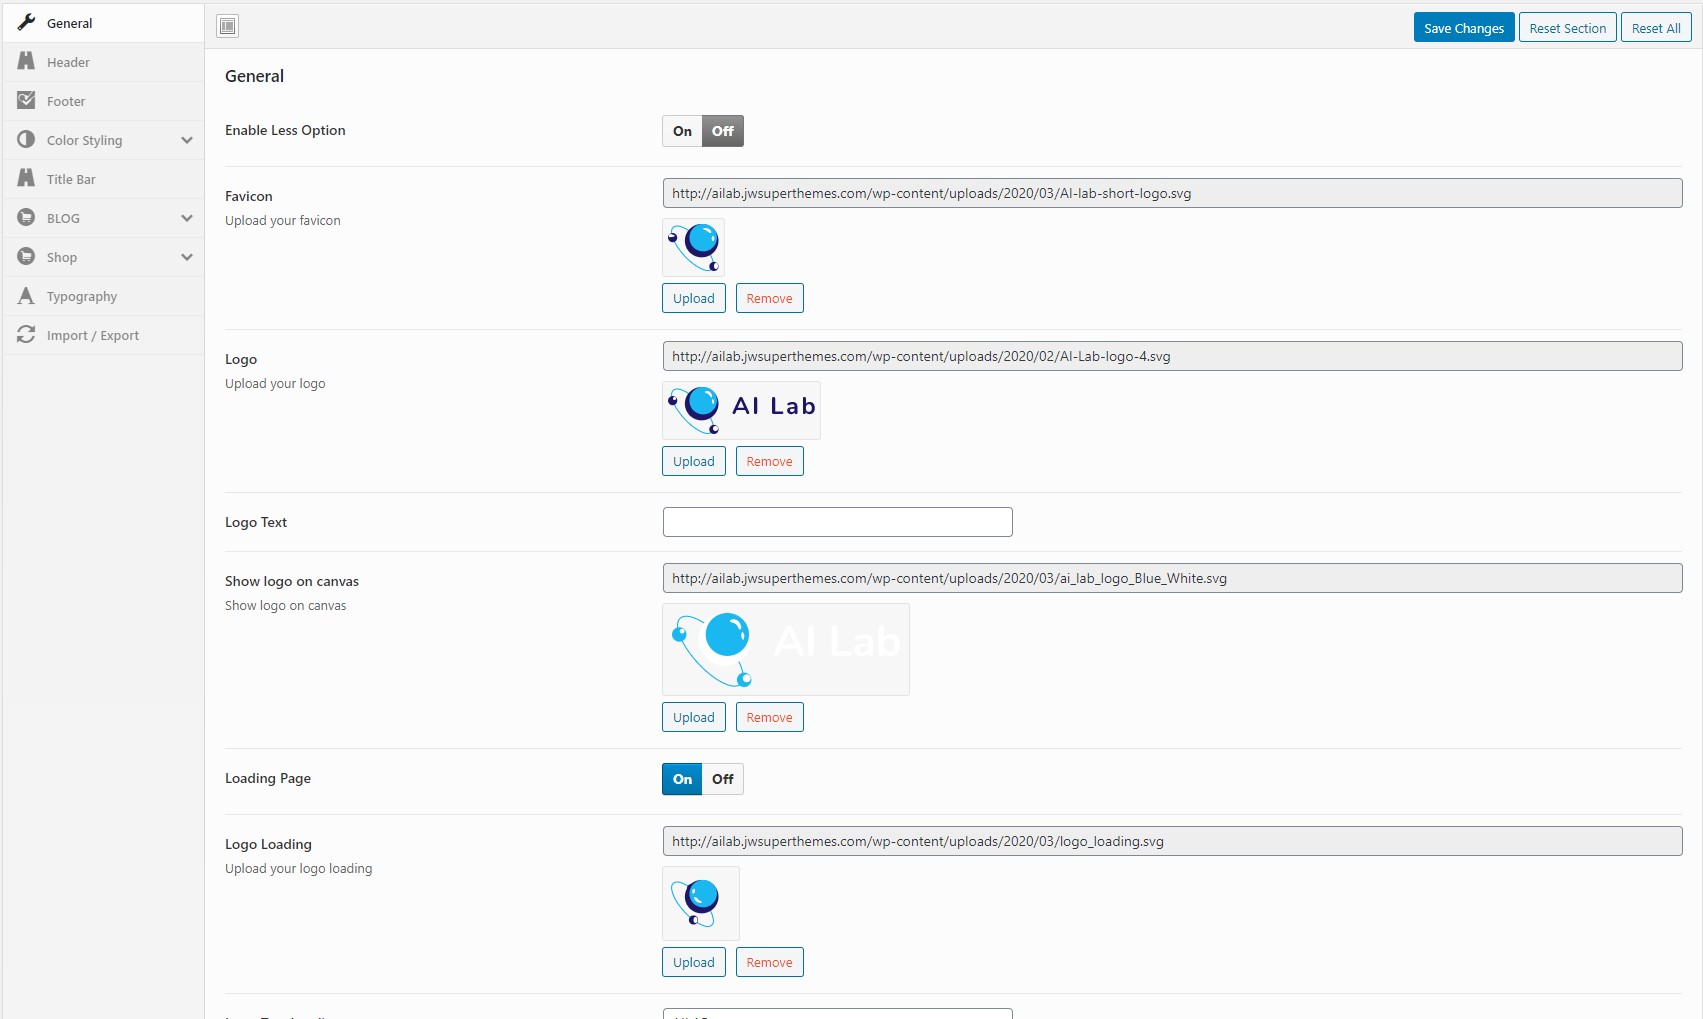 General
Header
Footer
Color Styling
Title Bar
BLOG
Shop
Typography
Import / Export
Save Changes
Reset Section
Reset All
General
Enable Less Option
On Off
Favicon
Upload your favicon
http://ailab.jwsuperthemes.com/wp-content/uploads/2020/03/AI-lab-short-logo.svg
Upload
Remove
Logo
Upload your logo
http://ailab.jwsuperthemes.com/wp-content/uploads/2020/02/AI-Lab-logo-4.svg
AI Lab
Upload
Remove
Logo Text
Show logo on canvas
Show logo on canvas
http://ailab.jwsuperthemes.com/wp-content/uploads/2020/03/ai_lab_logo_Blue_White.svg
AI Lab
Upload
Remove
Loading Page
On Off
Logo Loading
Upload your logo loading
http://ailab.jwsuperthemes.com/wp-content/uploads/2020/03/logo_loading.svg
Upload
Remove